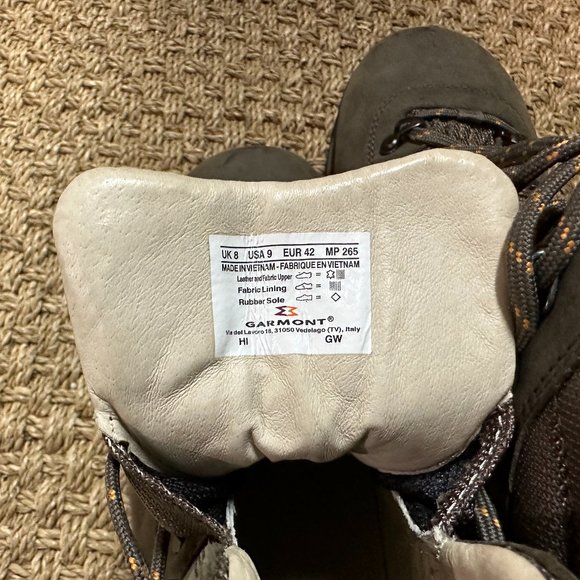 UK 8 USA 9 EUR 42 MP 265
MADE IN VIETNAM - FABRIQUE EN VIETNAM
Leather and Fabric Upper =
Fabric Lining =
Rubber Sole =
GARMONT®
Via del Lavoro 18, 31050 Vedelago (TV), Italy
HI GW